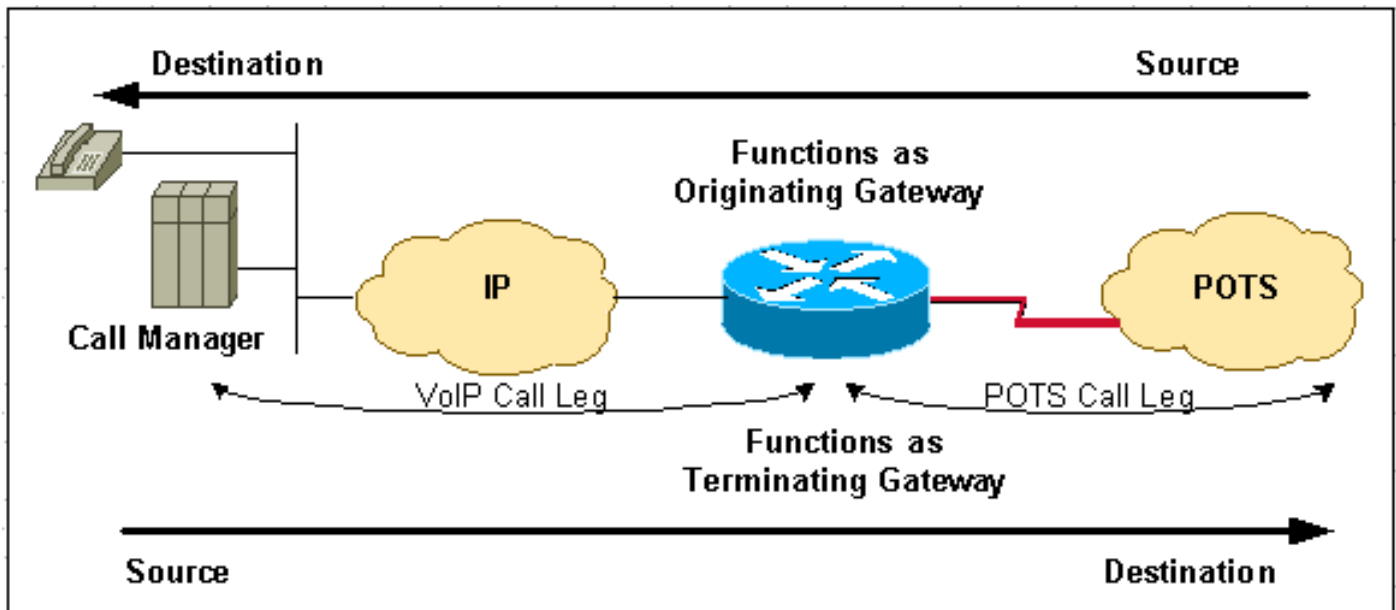 Destination
Source
Functions as
Originating Gateway
IP
POTS
Call Manager
VoIP Call Leg
POTS Call Leg
Functions as
Terminating Gateway
Source
Destination